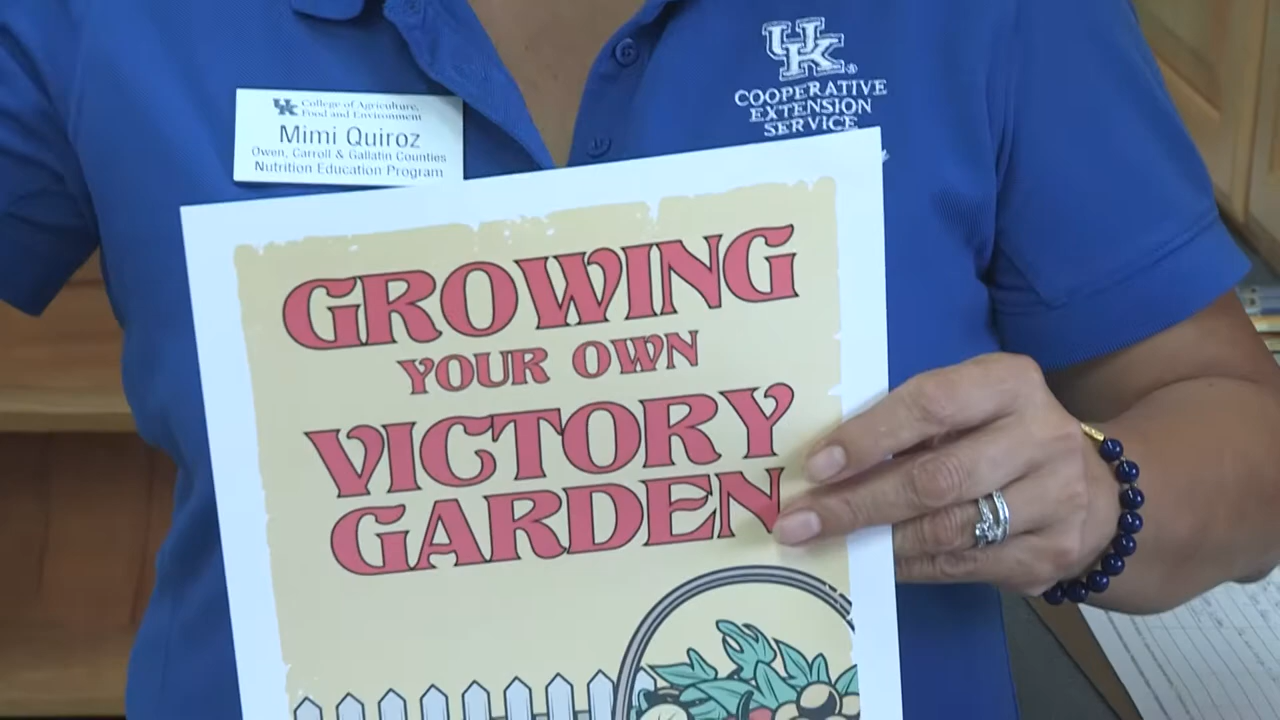 UK College of Agriculture,
Food and Environment
Mimi Quiroz
Owen, Carroll & Gallatin Counties
Nutrition Education Program
UK®
COOPERATIVE
EXTENSION
SERVICE
GROWING
YOUR OWN
VICTORY
GARDEN